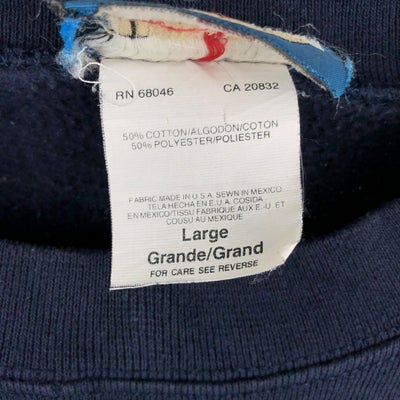 RN 68046 CA 20832
50% COTTON/ALGODON/COTON
50% POLYESTER/POLIESTER
FABRIC MADE IN U.S.A. SEWN IN MEXICO
TELA HECHA EN E.U.A. COSIDA
EN MEXICO/TISSU FABRIQUE AUX E.-U. ET
COUSU AU MEXIQUE
Large
Grande/Grand
FOR CARE SEE REVERSE